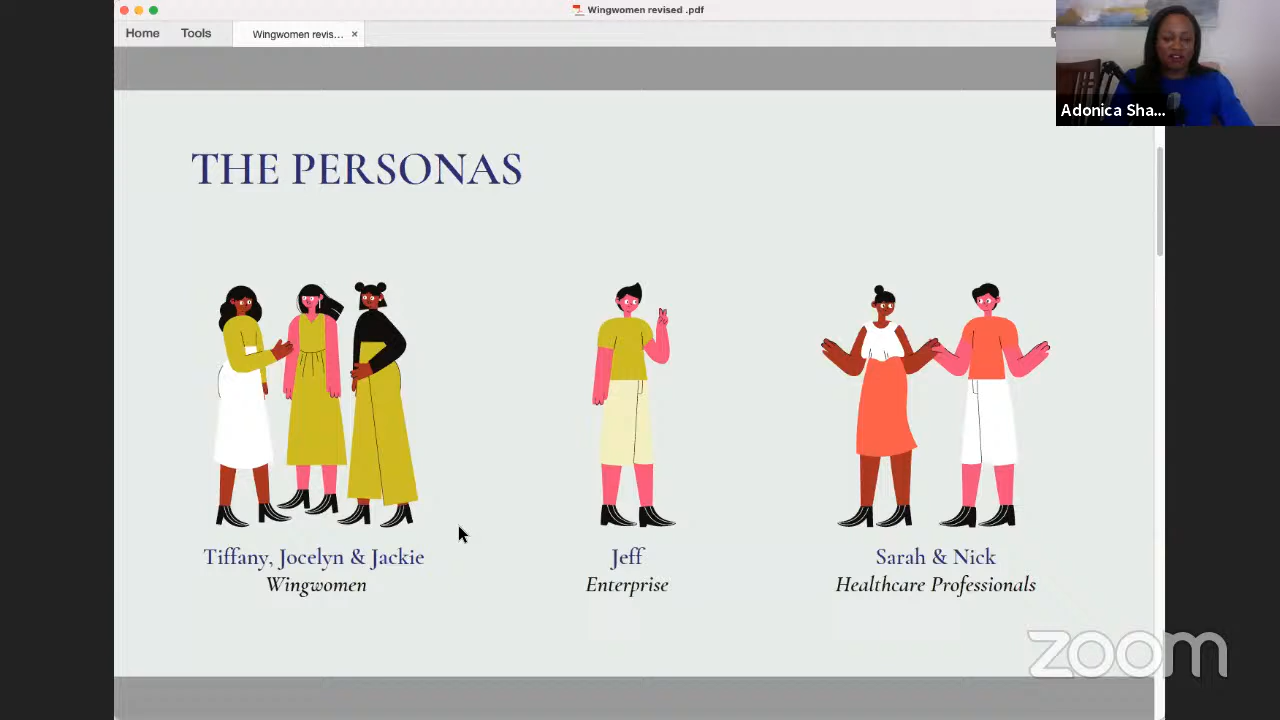 Wingwomen revised .pdf
Home Tools Wingwomen revis... ×
Adonica Sha...
THE PERSONAS
Tiffany, Jocelyn & Jackie
Wingwomen
Jeff
Enterprise
Sarah & Nick
Healthcare Professionals
zoom